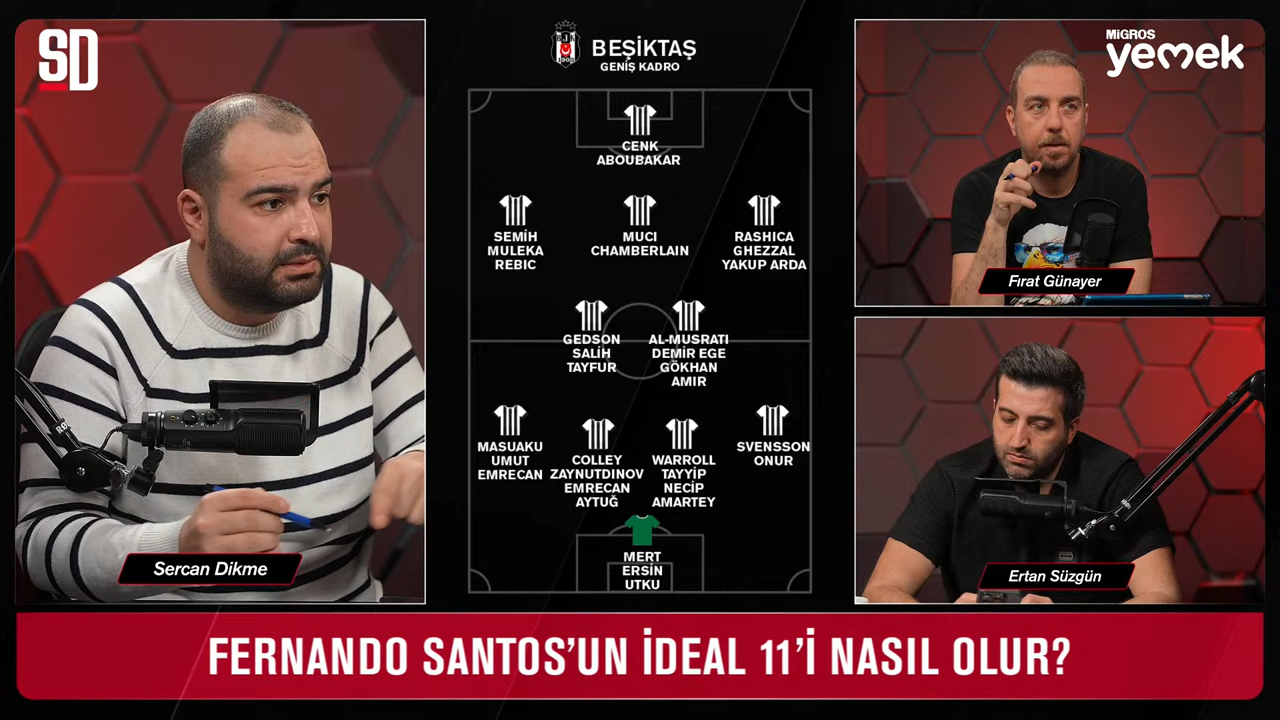 SD
BEŞİKTAŞ
GENİŞ KADRO
MİGROS
yemek
CENK
ABOUBAKAR
SEMİH
MULEKA
REBIC
MUCI
CHAMBERLAIN
RASHICA
GHEZZAL
YAKUP ARDA
GEDSON
SALİH
TAYFUR
AL-MUSRATI
DEMİR EGE
GÖKHAN
AMIR
MASUAKU
UMUT
EMRECAN
COLLEY
ZAYNUTDINOV
EMRECAN
AYTUĞ
WARROLL
TAYYİP
NECİP
AMARTEY
SVENSSON
ONUR
MERT
ERSİN
UTKU
Sercan Dikme
Fırat Günayer
Ertan Süzgün
FERNANDO SANTOS’UN İDEAL 11’İ NASIL OLUR?